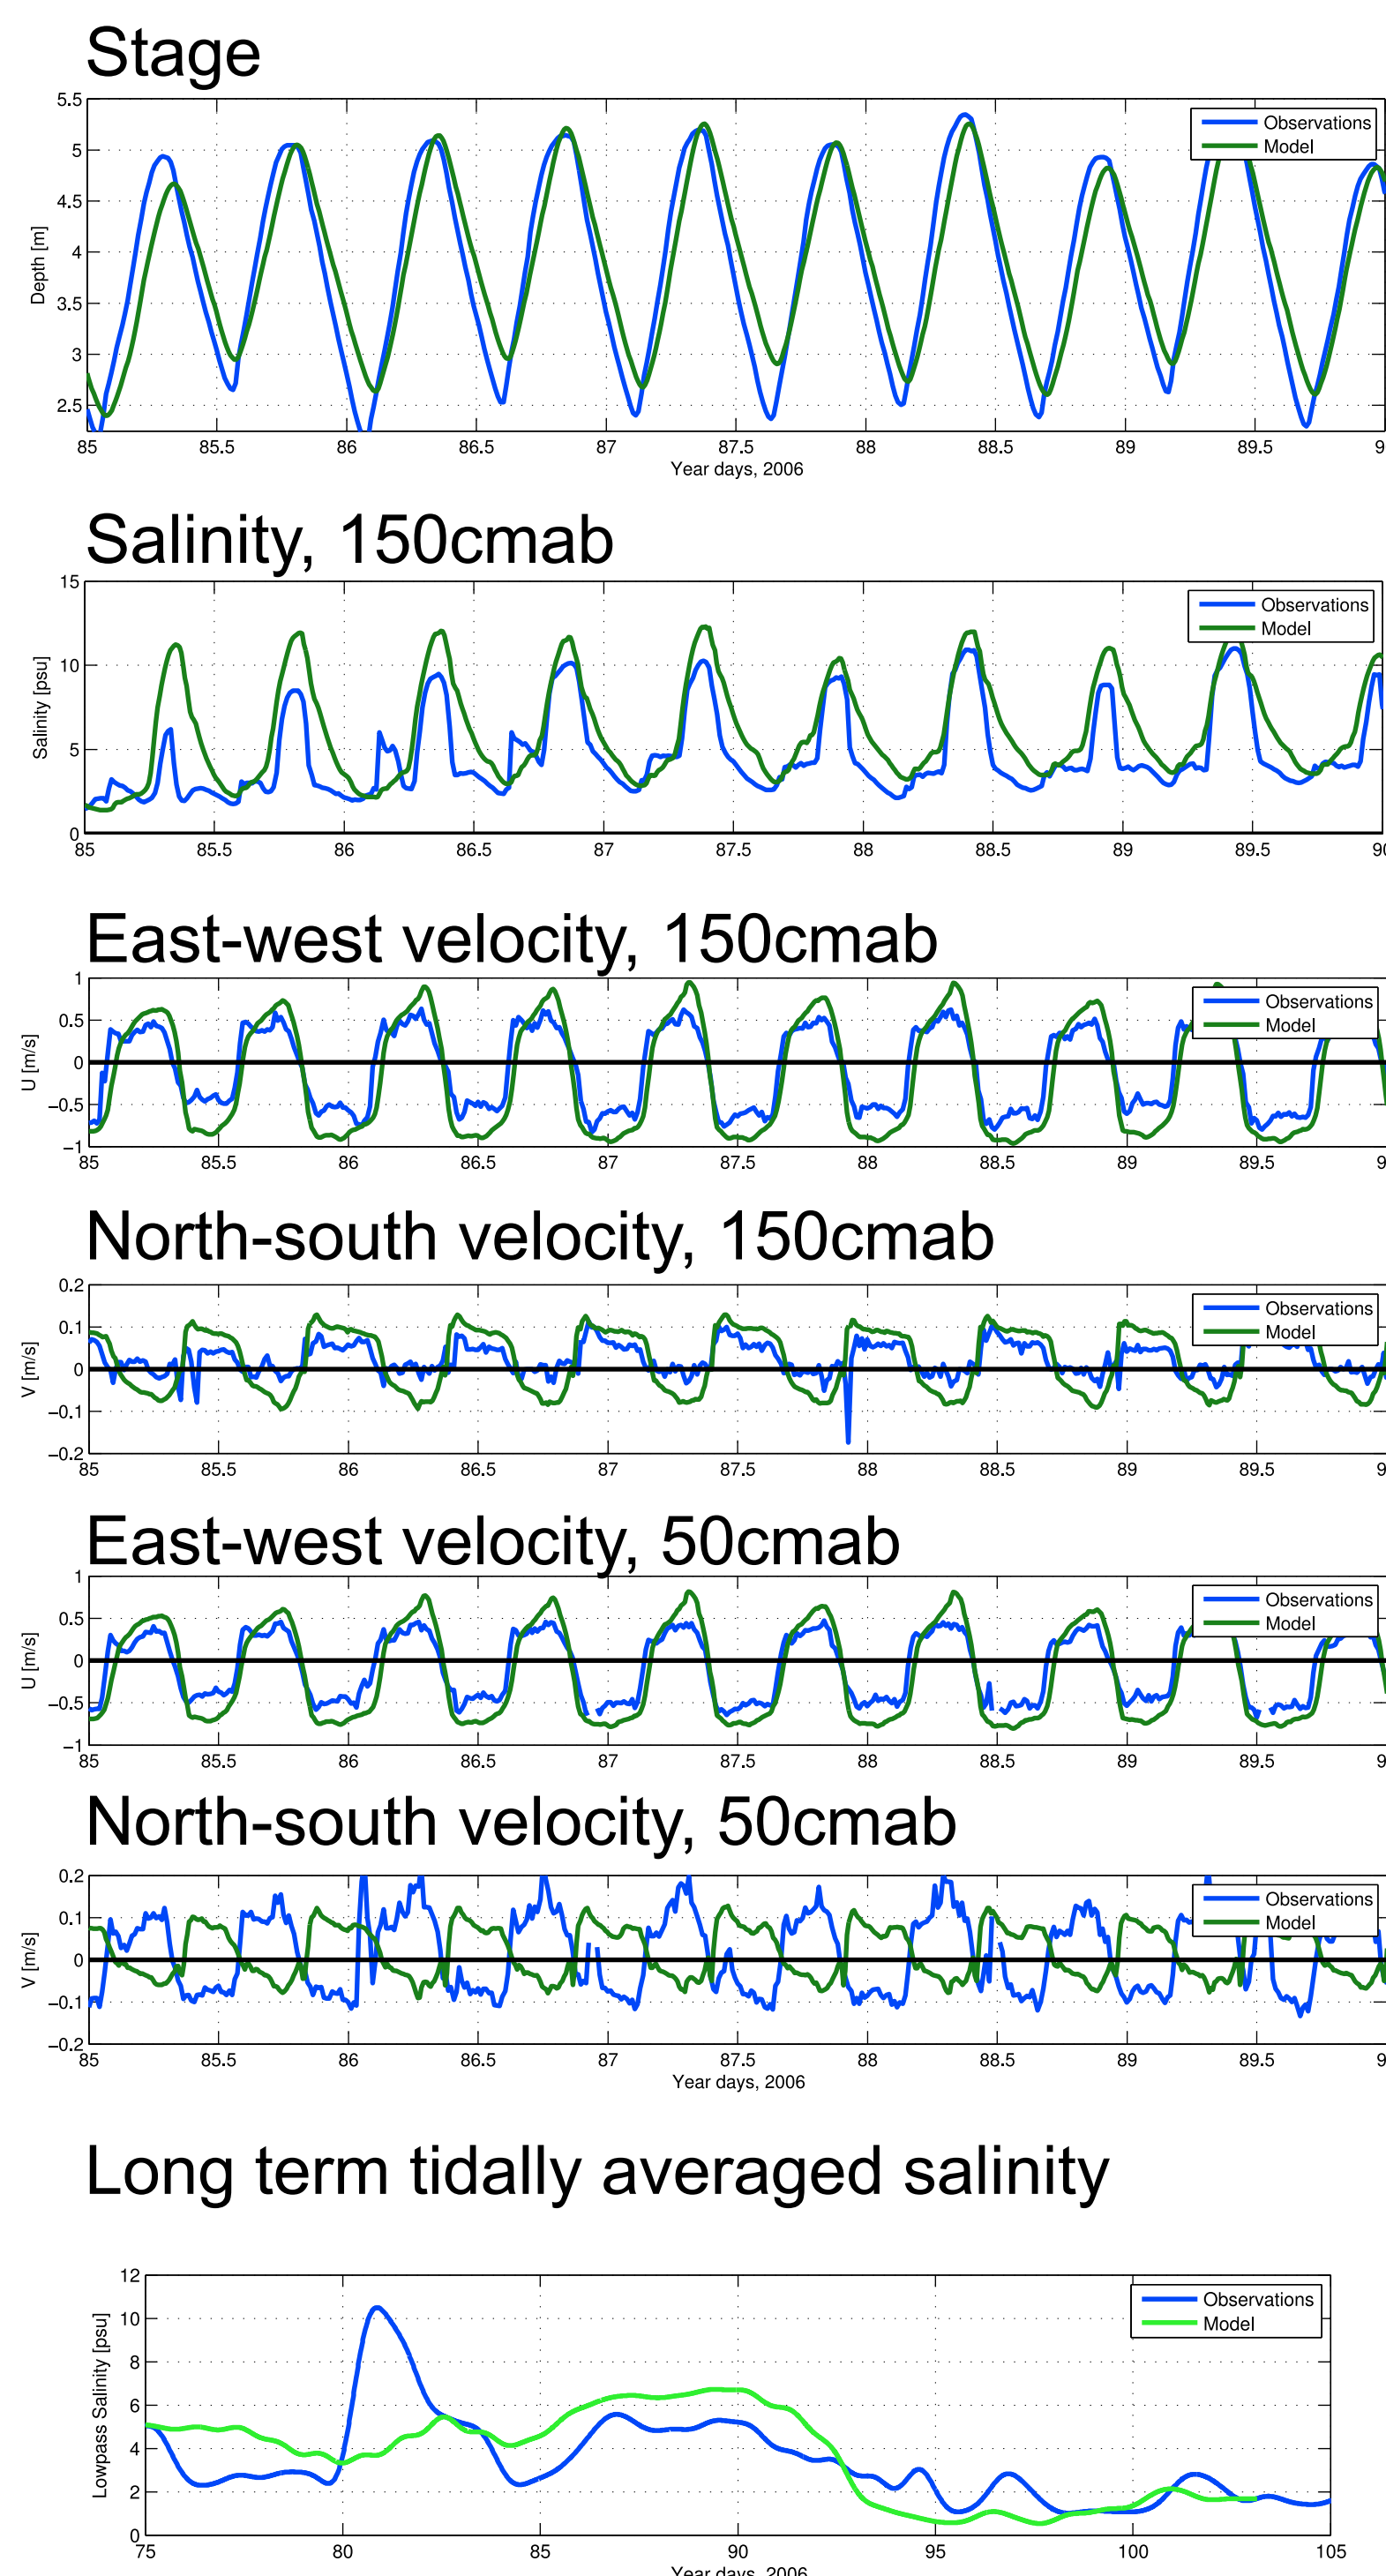 Stage
5.5
5
4.5
4
3.5
3
2.5
Depth [m]
Observations
Model
85 85.5 86 86.5 87 87.5 88 88.5 89 89.5 9
Year days, 2006
Salinity, 150cmab
15
10
5
0
Salinity [psu]
Observations
Model
85 85.5 86 86.5 87 87.5 88 88.5 89 89.5 90
East-west velocity, 150cmab
1
0.5
0
−0.5
−1
U [m/s]
Observations
Model
85 85.5 86 86.5 87 87.5 88 88.5 89 89.5 9
North-south velocity, 150cmab
0.2
0.1
0
−0.1
−0.2
V [m/s]
Observations
Model
85 85.5 86 86.5 87 87.5 88 88.5 89 89.5 9
East-west velocity, 50cmab
1
0.5
0
−0.5
−1
U [m/s]
Observations
Model
85 85.5 86 86.5 87 87.5 88 88.5 89 89.5 9
North-south velocity, 50cmab
0.2
0.1
0
−0.1
−0.2
V [m/s]
Observations
Model
85 85.5 86 86.5 87 87.5 88 88.5 89 89.5 9
Year days, 2006
Long term tidally averaged salinity
12
10
8
6
4
2
0
Lowpass Salinity [psu]
Observations
Model
75 80 85 90 95 100 105
Year days, 2006